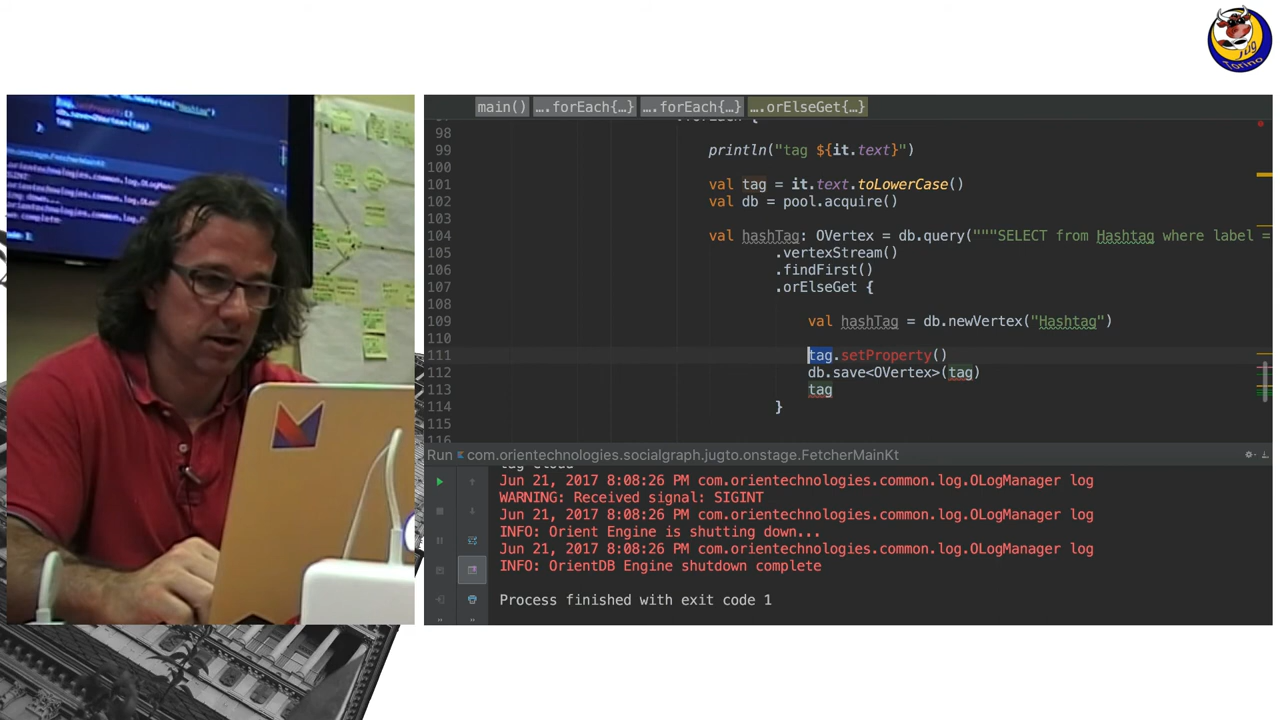 JUG
Torino
main() ….forEach{…} ….forEach{…} ….orElseGet{…}
98
99 println("tag ${it.text}")
100
101 val tag = it.text.toLowerCase()
102 val db = pool.acquire()
103
104 val hashTag: OVertex = db.query("""SELECT from Hashtag where label =
105 .vertexStream()
106 .findFirst()
107 .orElseGet {
108
109 val hashTag = db.newVertex("Hashtag")
110
111 tag.setProperty()
112 db.save<OVertex>(tag)
113 tag
114 }
115
116
Run com.orientechnologies.socialgraph.jugto.onstage.FetcherMainKt
tag cloud
Jun 21, 2017 8:08:26 PM com.orientechnologies.common.log.OLogManager log
WARNING: Received signal: SIGINT
Jun 21, 2017 8:08:26 PM com.orientechnologies.common.log.OLogManager log
INFO: Orient Engine is shutting down...
Jun 21, 2017 8:08:26 PM com.orientechnologies.common.log.OLogManager log
INFO: OrientDB Engine shutdown complete
Process finished with exit code 1